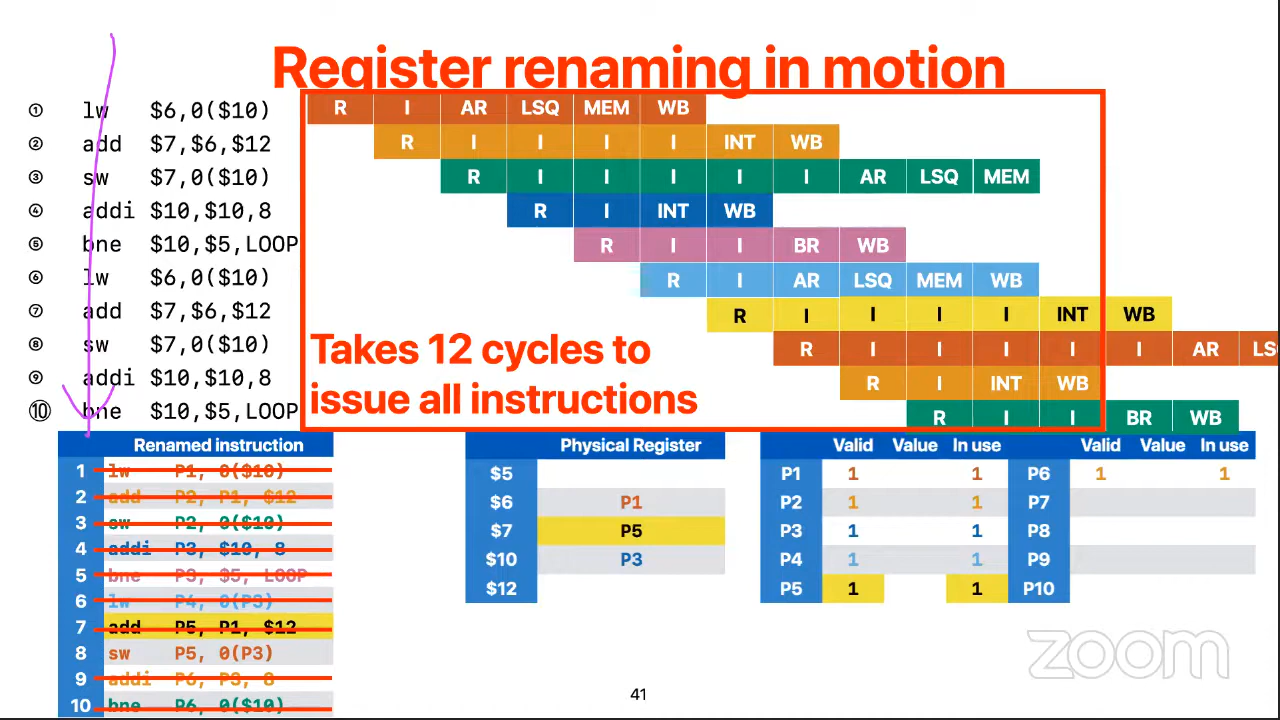 Register renaming in motion
① lw $6,0($10) R I AR LSQ MEM WB
② add $7,$6,$12 R I I I I INT WB
③ sw $7,0($10) R I I I I I AR LSQ MEM
④ addi $10,$10,8 R I INT WB
⑤ bne $10,$5,LOOP R I I BR WB
⑥ lw $6,0($10) R I AR LSQ MEM WB
⑦ add $7,$6,$12 R I I I I INT WB
⑧ sw $7,0($10) R I I I I I AR LS
⑨ addi $10,$10,8 R I INT WB
⑩ bne $10,$5,LOOP R I I BR WB
Takes 12 cycles to
issue all instructions
Renamed instruction
1 lw P1, 0($10)
2 add P2, P1, $12
3 sw P2, 0($10)
4 addi P3, $10, 8
5 bne P3, $5, LOOP
6 lw P4, 0(P3)
7 add P5, P1, $12
8 sw P5, 0(P3)
9 addi P6, P3, 8
10 bne P6, 0($10)
Physical Register
$5
$6 P1
$7 P5
$10 P3
$12
Valid Value In use Valid Value In use
P1 1 1 P6 1 1
P2 1 1 P7
P3 1 1 P8
P4 1 1 P9
P5 1 1 P10
zoom
41